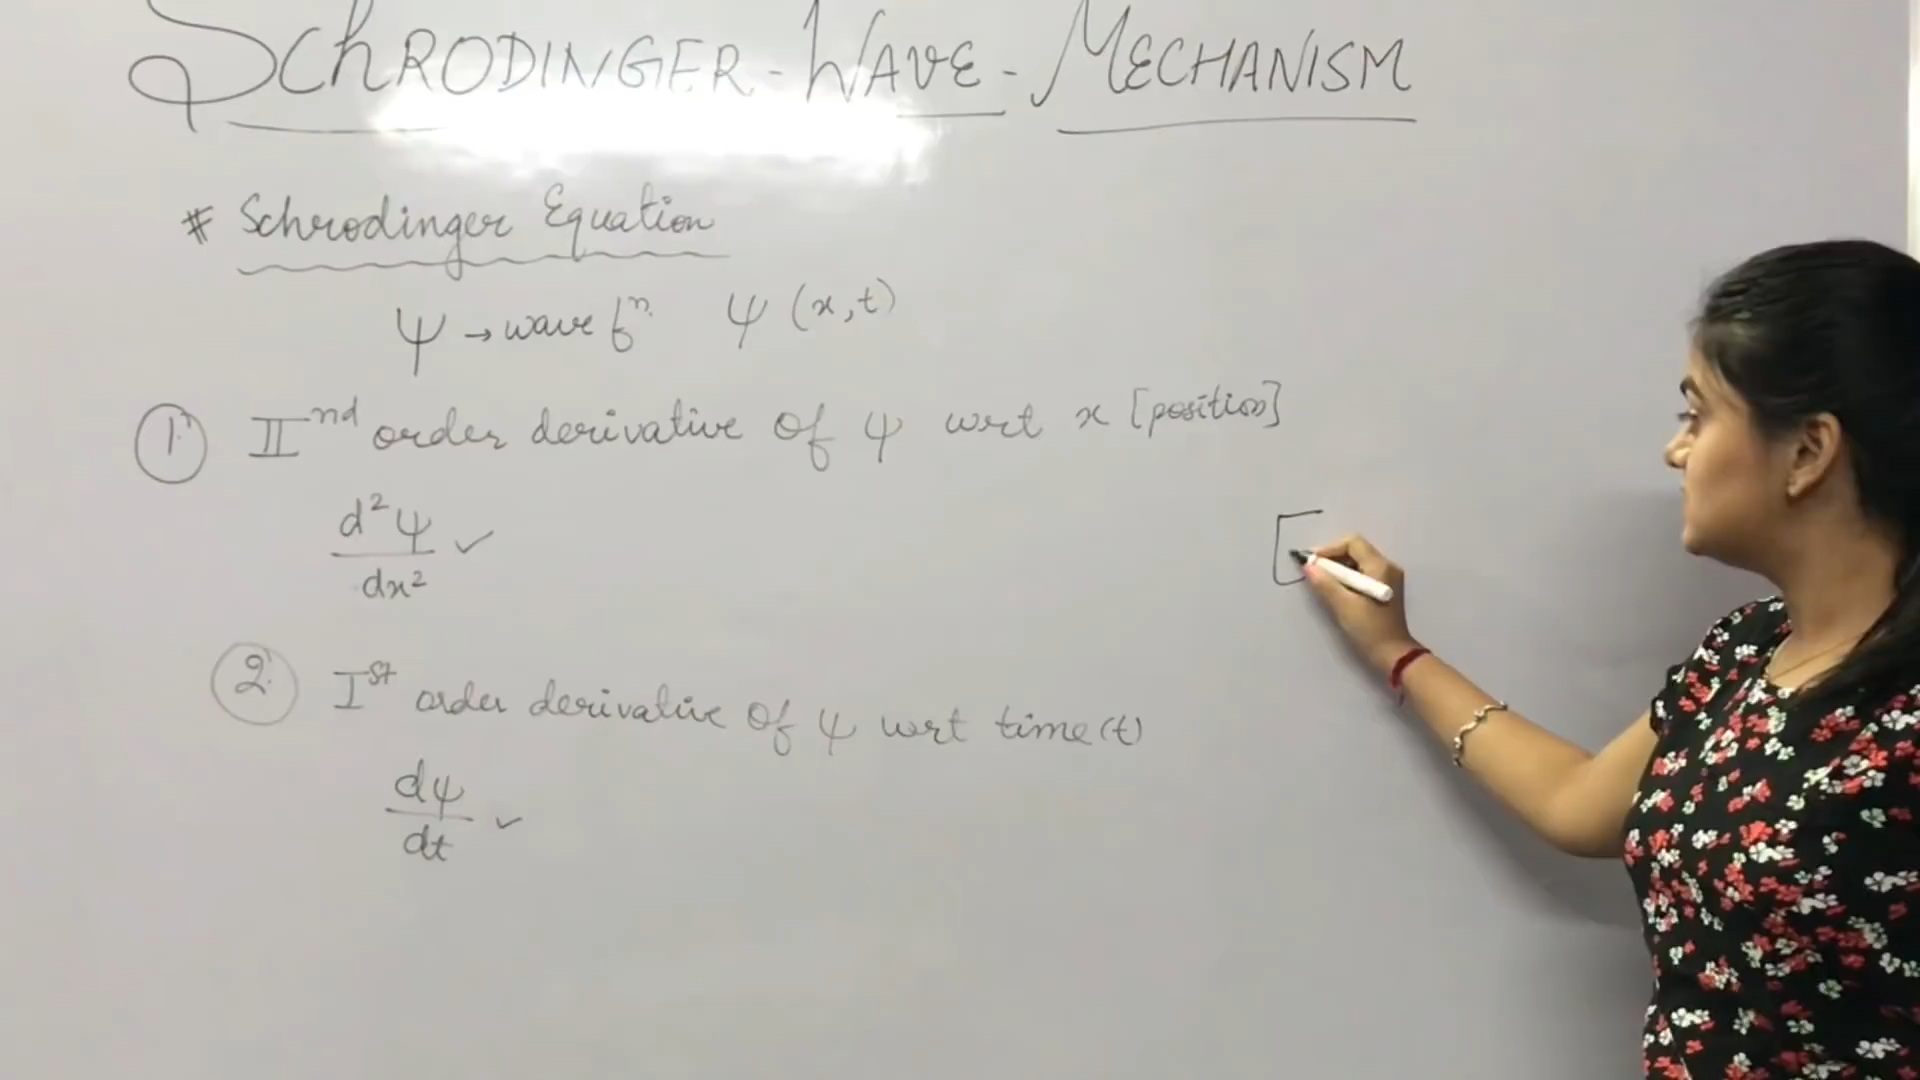 SCHRODINGER-WAVE-MECHANISM
# Schrodinger Equation
ψ → wave fⁿ. ψ (x,t)
1. IIⁿᵈ order derivative of ψ wrt x [position]
d²ψ
dx² ✓
2. Iˢᵗ order derivative of ψ wrt time(t)
dψ
dt ✓
[